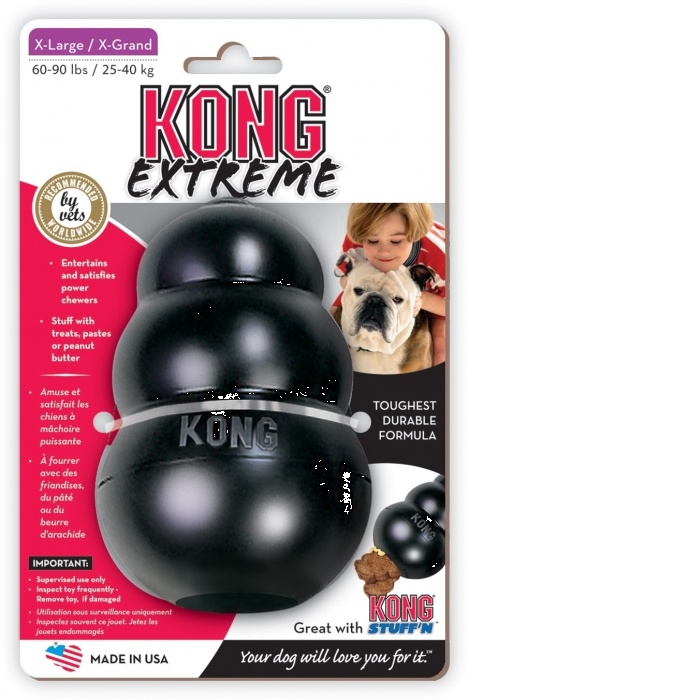 X-Large / X-Grand
60-90 lbs / 25-40 kg
KONG®
EXTREME
RECOMMENDED
by
vets
WORLDWIDE
• Entertains
and satisfies
power
chewers
• Stuff with
treats, pastes
or peanut
butter
• Amuse et
satisfait les
chiens à
mâchoire
puissante
• À fourrer
avec des
friandises,
du pâté
ou du
beurre
d'arachide
KONG
TOUGHEST
DURABLE
FORMULA
KONG
IMPORTANT:
• Supervised use only
• Inspect toy frequently -
Remove toy, if damaged
• Utilisation sous surveillance uniquement
• Inspectez souvent ce jouet. Jetez les
jouets endommagés
Great with
KONG
STUFF'N™
MADE IN USA
Your dog will love you for it.™